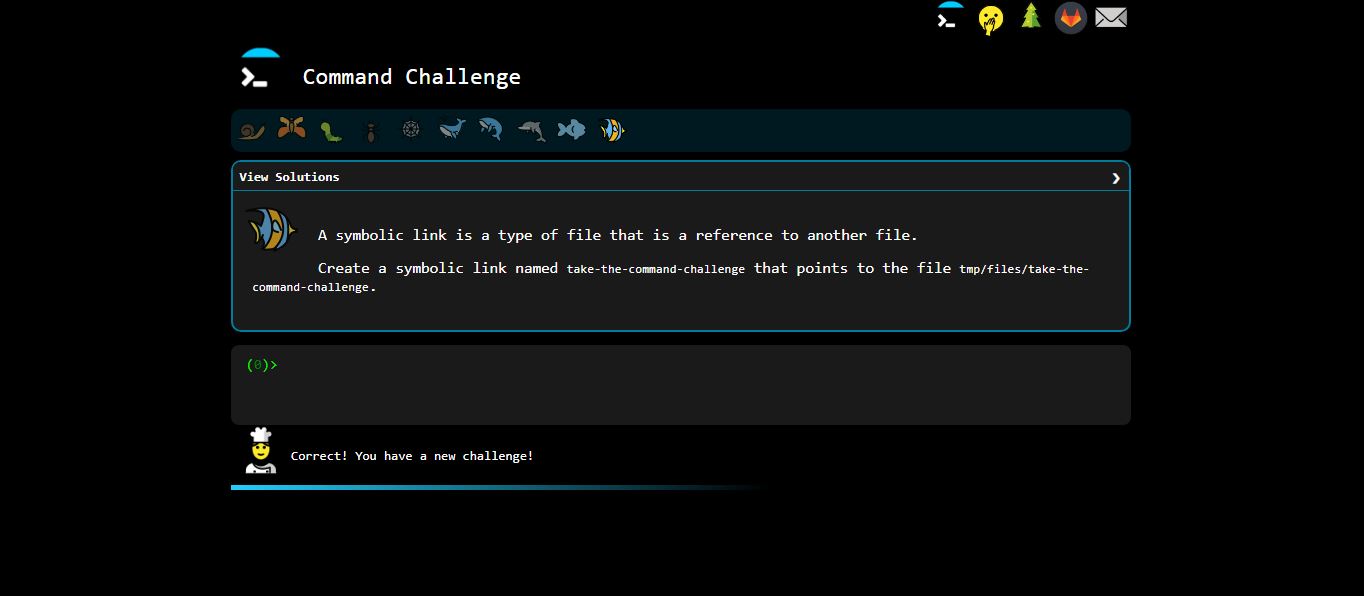 Command Challenge
View Solutions
A symbolic link is a type of file that is a reference to another file.
Create a symbolic link named take-the-command-challenge that points to the file tmp/files/take-the-
command-challenge.
(0)>
Correct! You have a new challenge!